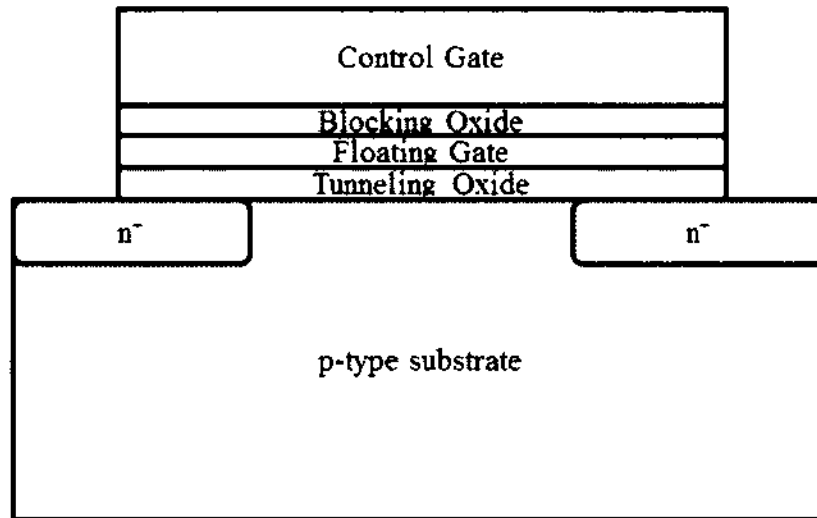 Control Gate
Blocking Oxide
Floating Gate
Tunneling Oxide
n⁻ n⁻
p-type substrate